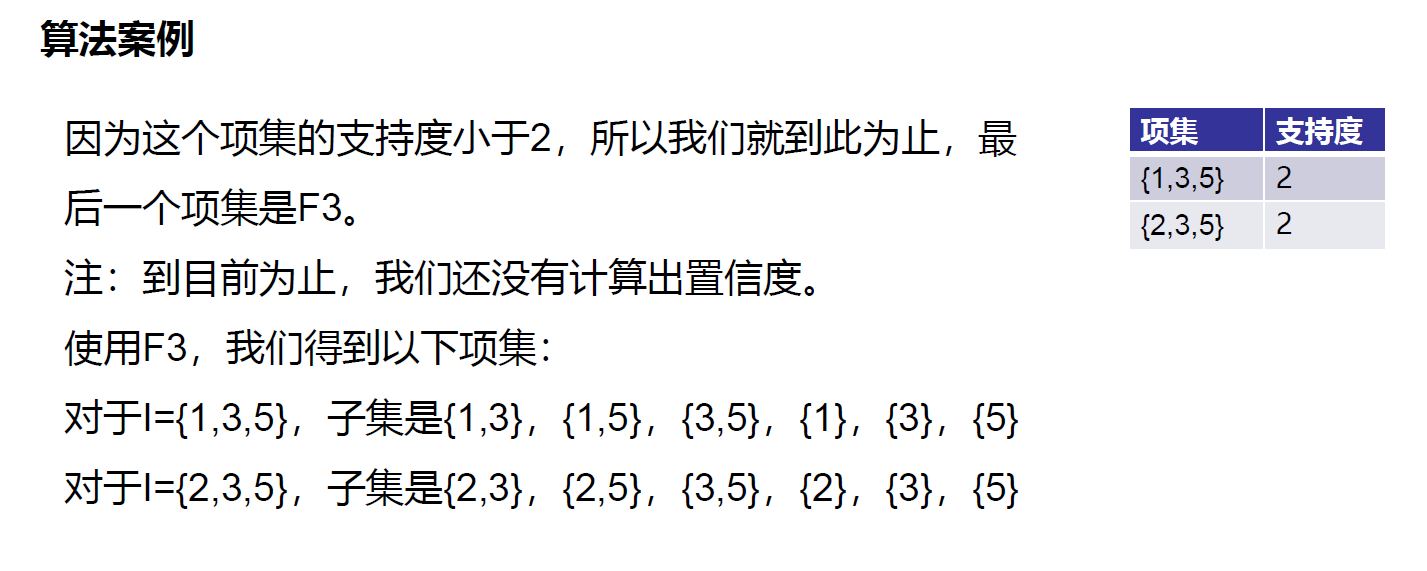 算法案例
因为这个项集的支持度小于2，所以我们就到此为止，最
后一个项集是F3。
注：到目前为止，我们还没有计算出置信度。
使用F3，我们得到以下项集：
对于I={1,3,5}，子集是{1,3}，{1,5}，{3,5}，{1}，{3}，{5}
对于I={2,3,5}，子集是{2,3}，{2,5}，{3,5}，{2}，{3}，{5}
项集 支持度
{1,3,5} 2
{2,3,5} 2